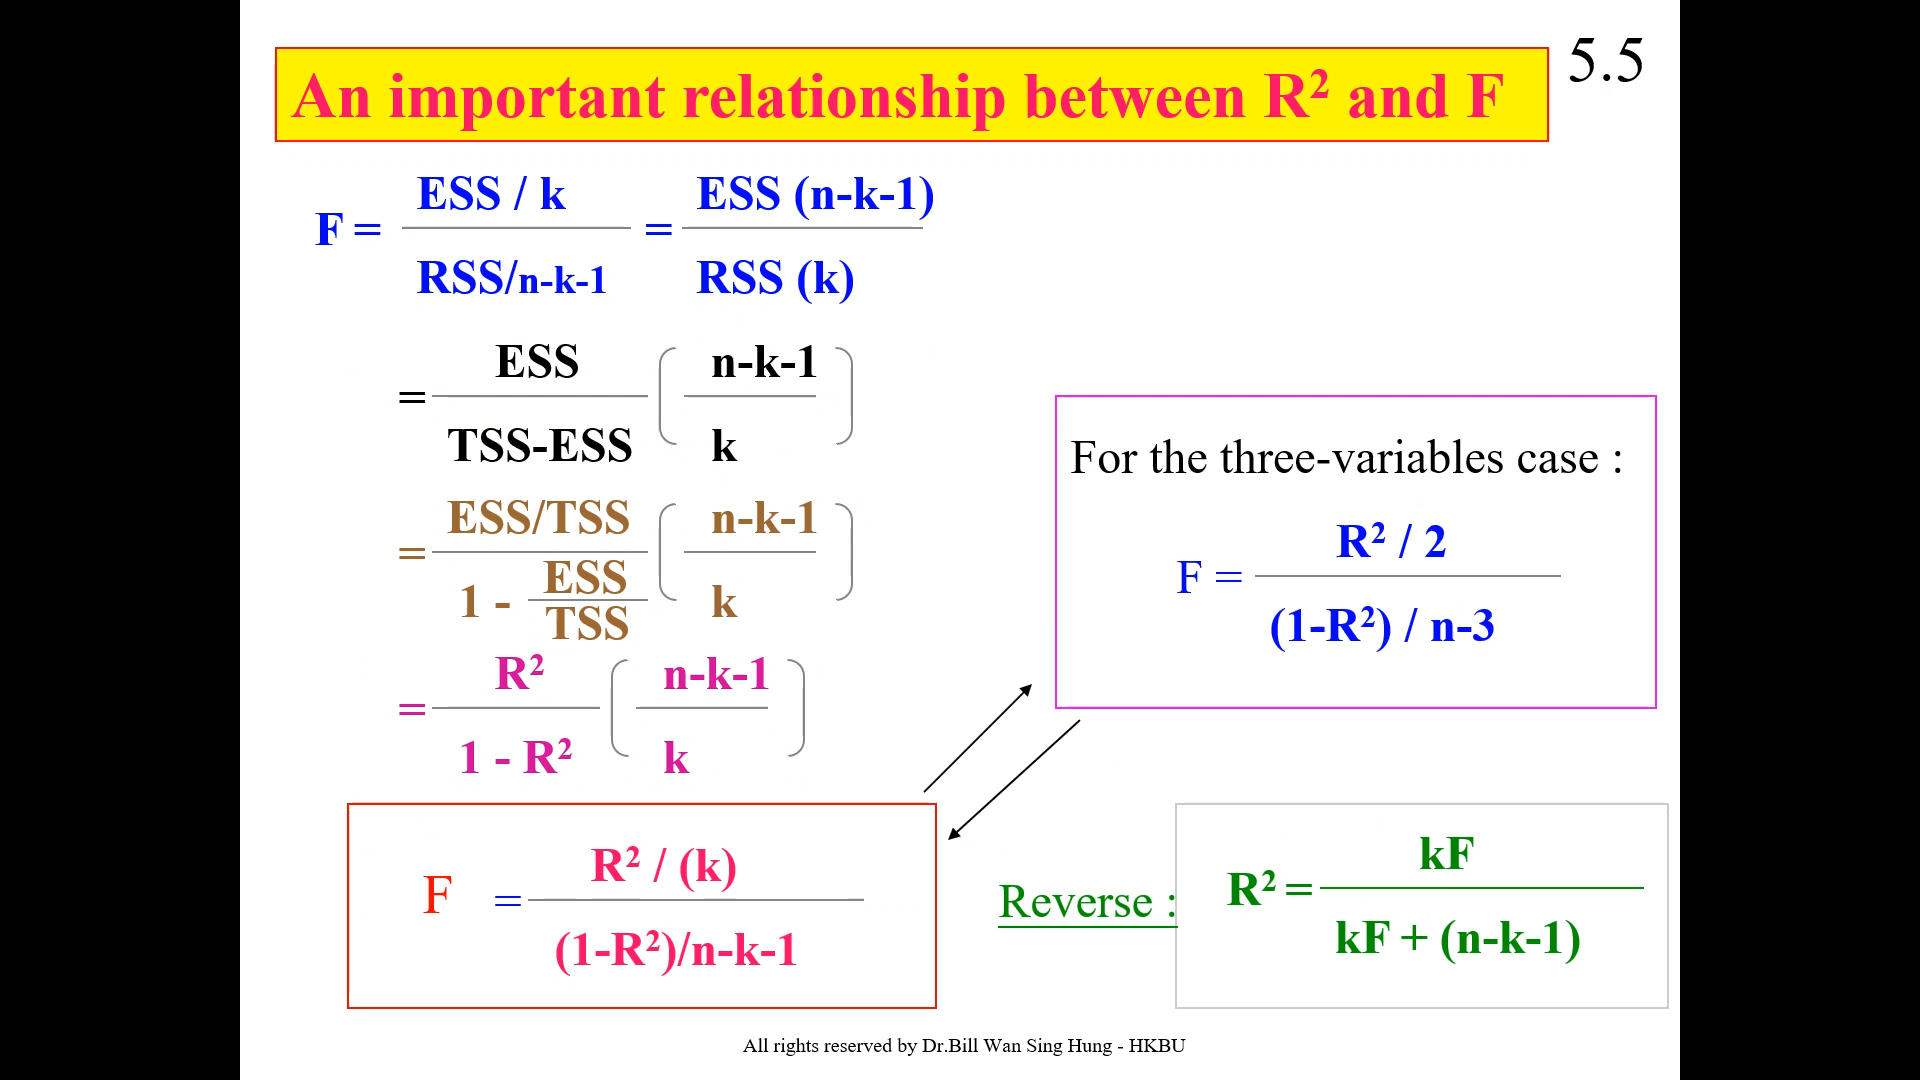 5.5
An important relationship between R² and F
ESS / k
ESS (n-k-1)
F =
=
RSS/n-k-1
RSS (k)
ESS
n-k-1
=
TSS-ESS
k
ESS/TSS
n-k-1
=
1 -
ESS
TSS
k
R²
n-k-1
=
1 - R²
k
For the three-variables case :
R² / 2
F =
(1-R²) / n-3
R² / (k)
F =
(1-R²)/n-k-1
Reverse :
kF
R² =
kF + (n-k-1)
All rights reserved by Dr.Bill Wan Sing Hung - HKBU